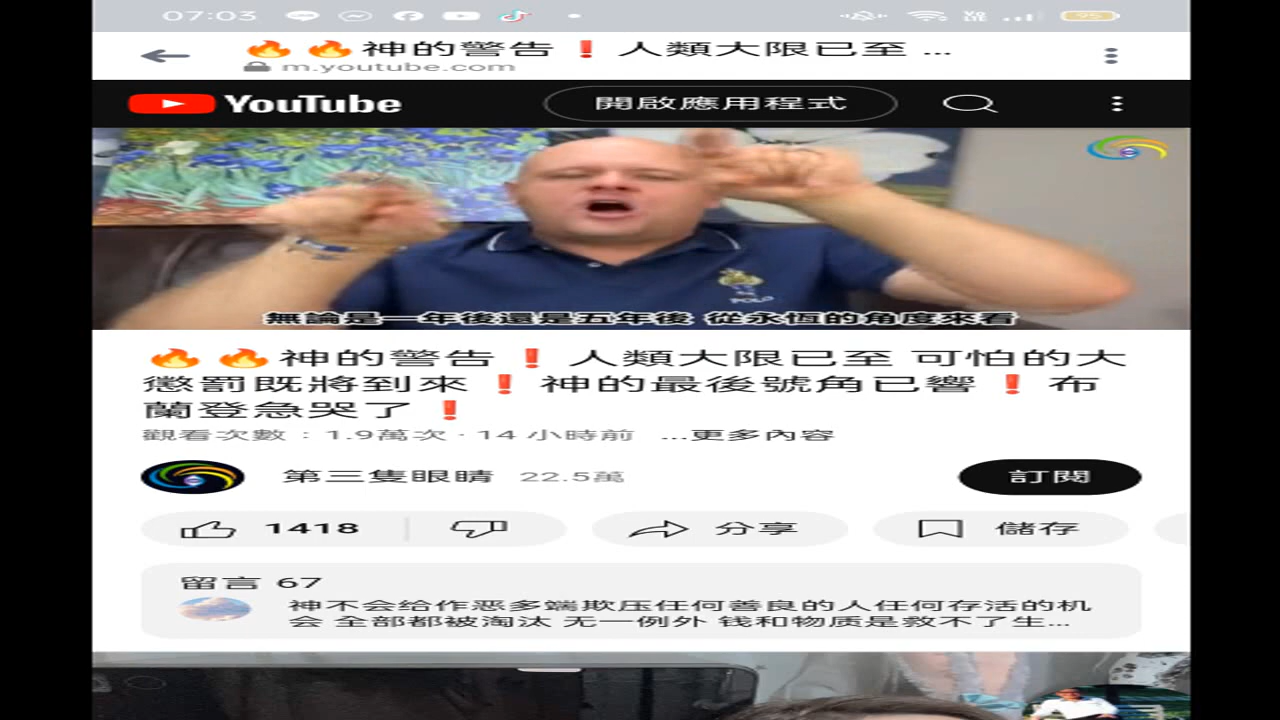 07:03
🔥🔥神的警告❗人類大限已至 ...
m.youtube.com
YouTube 開啟應用程式
POLO
無論是一年後還是五年後 從永恆的角度來看
🔥🔥神的警告❗人類大限已至 可怕的大
懲罰既將到來❗神的最後號角已響❗布
蘭登急哭了❗
觀看次數：1.9萬次 · 14 小時前 ...更多內容
第三隻眼睛 22.5萬 訂閱
1418 分享 儲存
留言 67
神不会给作恶多端欺压任何善良的人任何存活的机
会 全部都被淘汰 无一例外 钱和物质是救不了生...